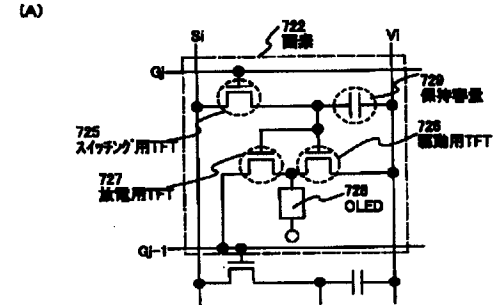 (A)
Si
Vi
722
画素
Gj
729
保持容量
725
スイッチング用TFT
726
駆動用TFT
727
放電用TFT
728
OLED
Gj-1